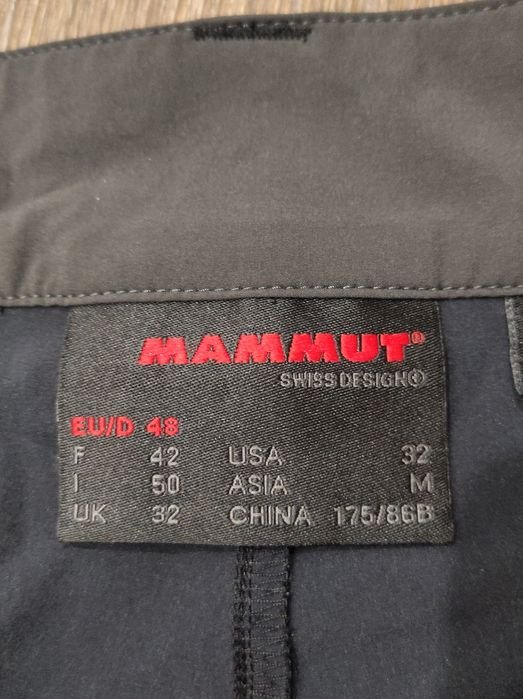 MAMMUT®
SWISS DESIGN
EU/D 48
F 42 USA 32
I 50 ASIA M
UK 32 CHINA 175/86B